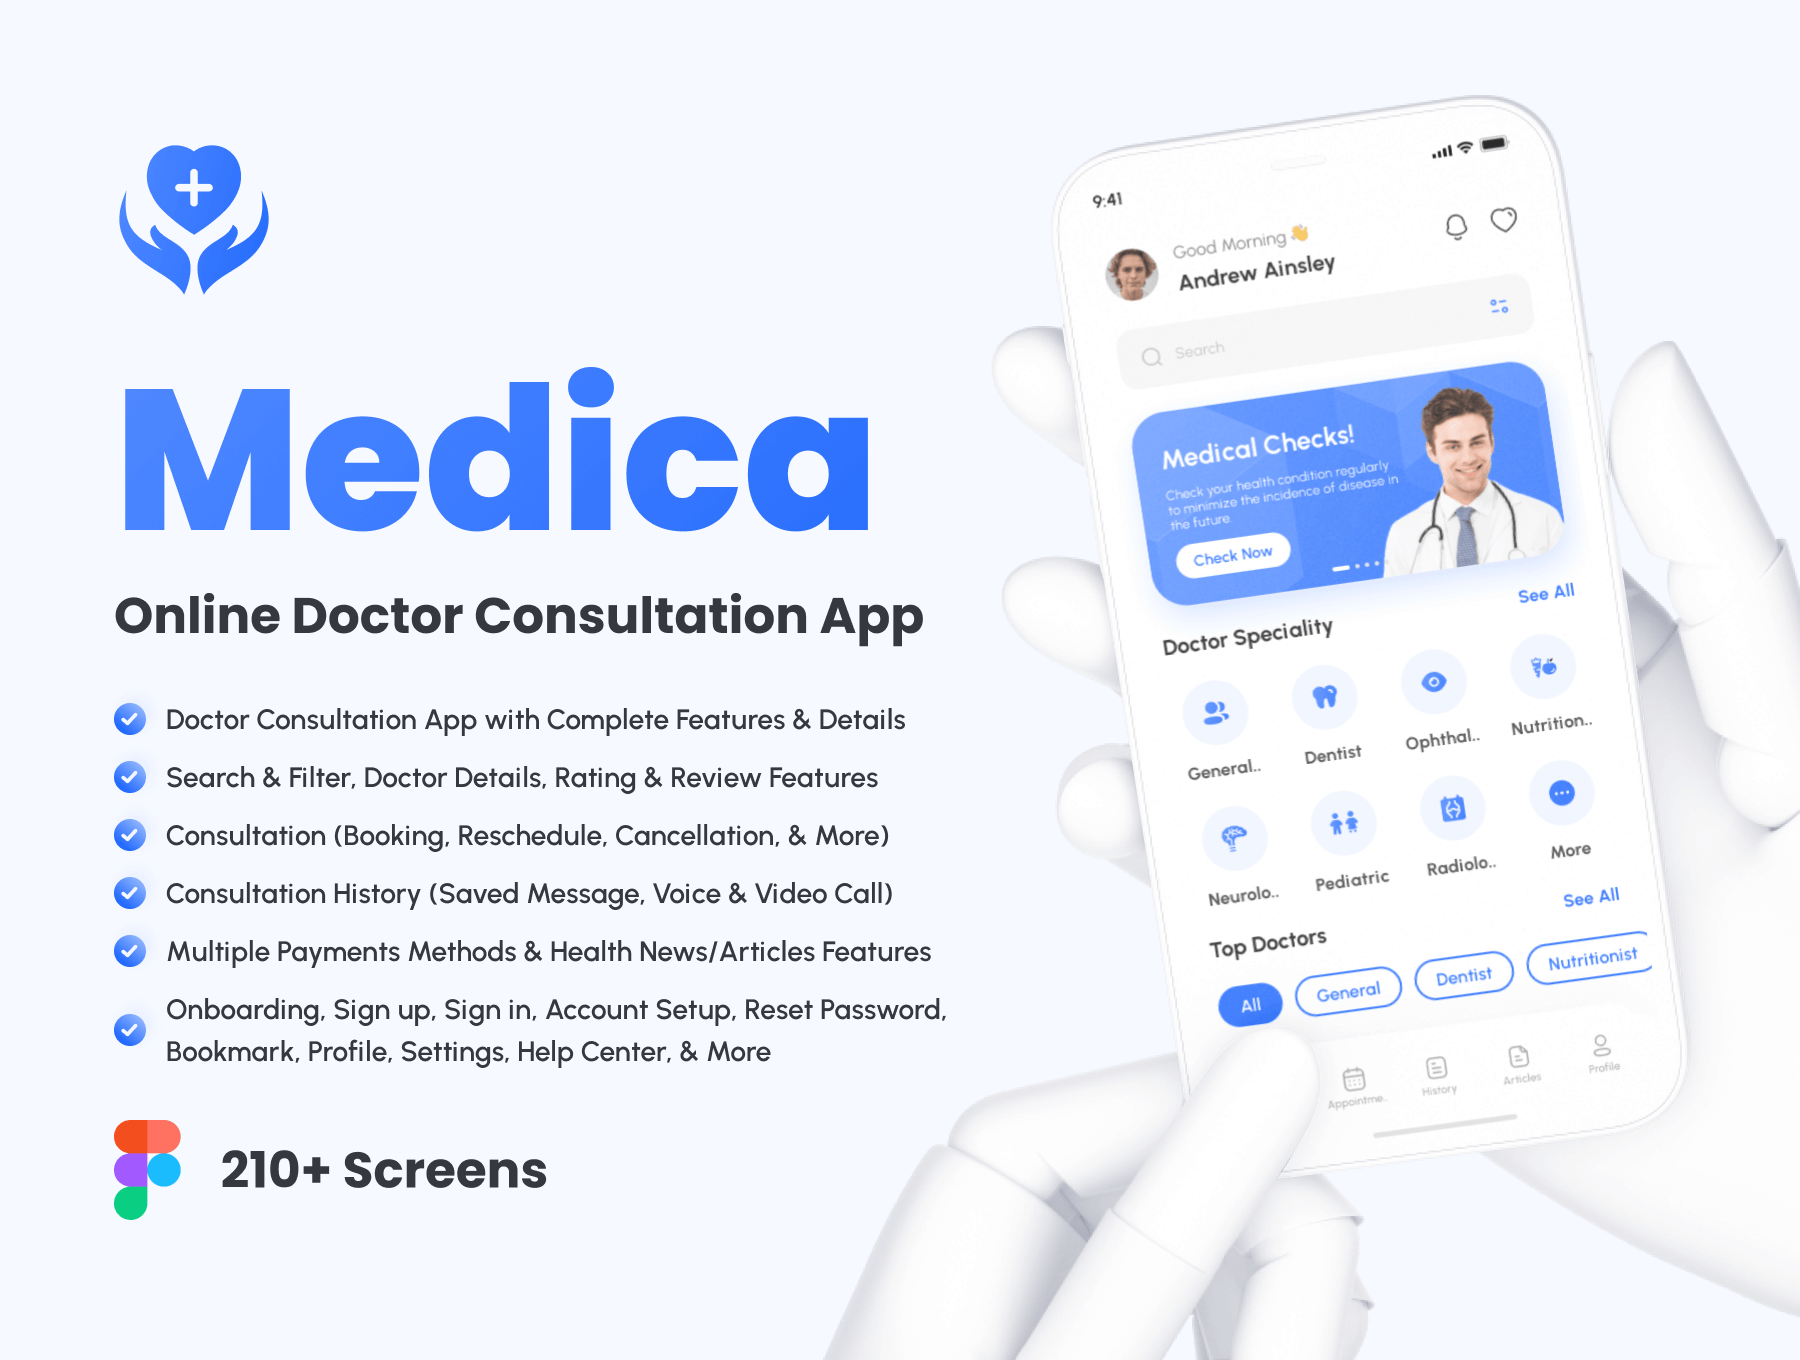 Medica
Online Doctor Consultation App
Doctor Consultation App with Complete Features & Details
Search & Filter, Doctor Details, Rating & Review Features
Consultation (Booking, Reschedule, Cancellation, & More)
Consultation History (Saved Message, Voice & Video Call)
Multiple Payments Methods & Health News/Articles Features
Onboarding, Sign up, Sign in, Account Setup, Reset Password,
Bookmark, Profile, Settings, Help Center, & More
210+ Screens
9:41
Good Morning 👋
Andrew Ainsley
Search
Medical Checks!
Check your health condition regularly
to minimize the incidence of disease in
the future.
Check Now
Doctor Speciality See All
General.. Dentist Ophthal.. Nutrition..
Neurolo.. Pediatric Radiolo.. More
Top Doctors See All
All General Dentist Nutritionist
Appointme.. History Articles Profile